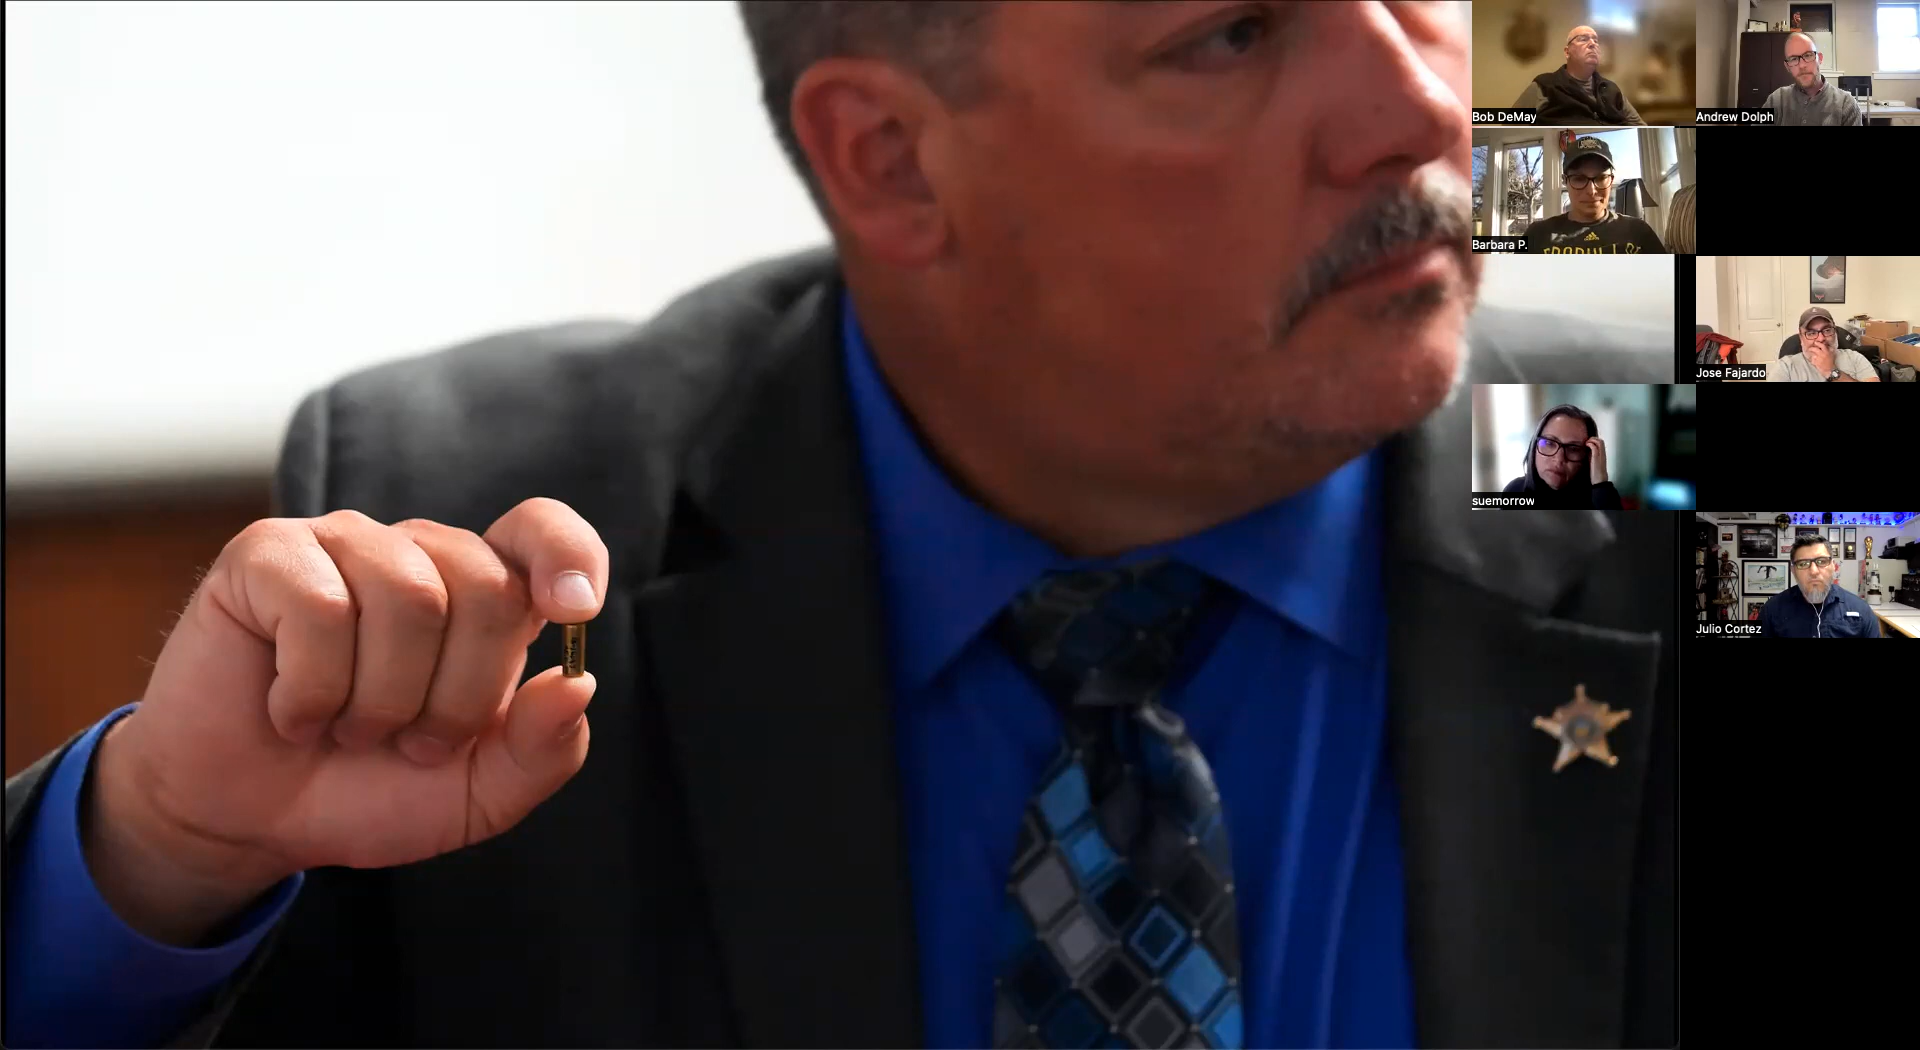 Bob DeMay
Andrew Dolph
Barbara P.
Jose Fajardo
suemorrow
Julio Cortez